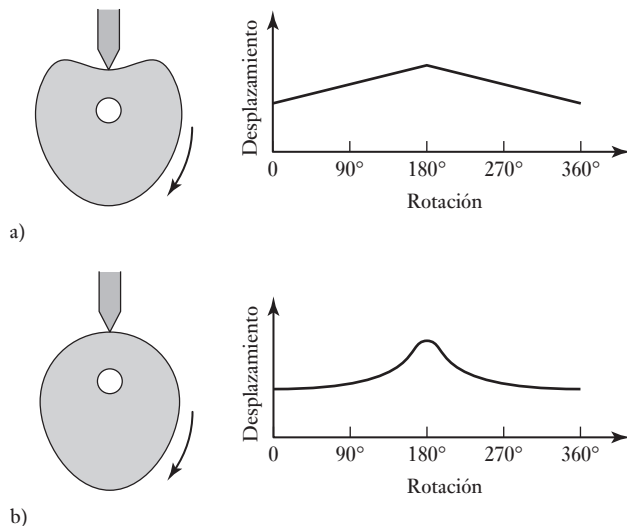 Desplazamiento
0 90° 180° 270° 360°
Rotación
a)
Desplazamiento
0 90° 180° 270° 360°
Rotación
b)